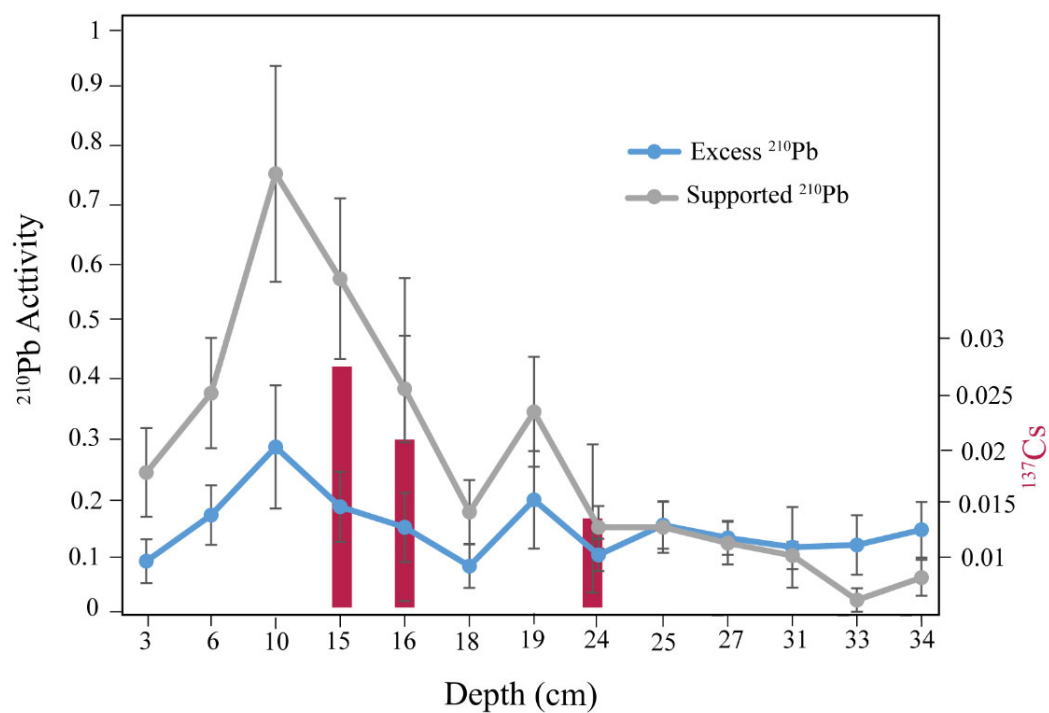 1
0.9
0.8
0.7
0.6
0.5
0.4
0.3
0.2
0.1
0
²¹⁰Pb Acttivity
Excess ²¹⁰Pb
Supported ²¹⁰Pb
0.03
0.025
0.02
0.015
0.01
¹³⁷Cs
3 6 10 15 16 18 19 24 25 27 31 33 34
Depth (cm)